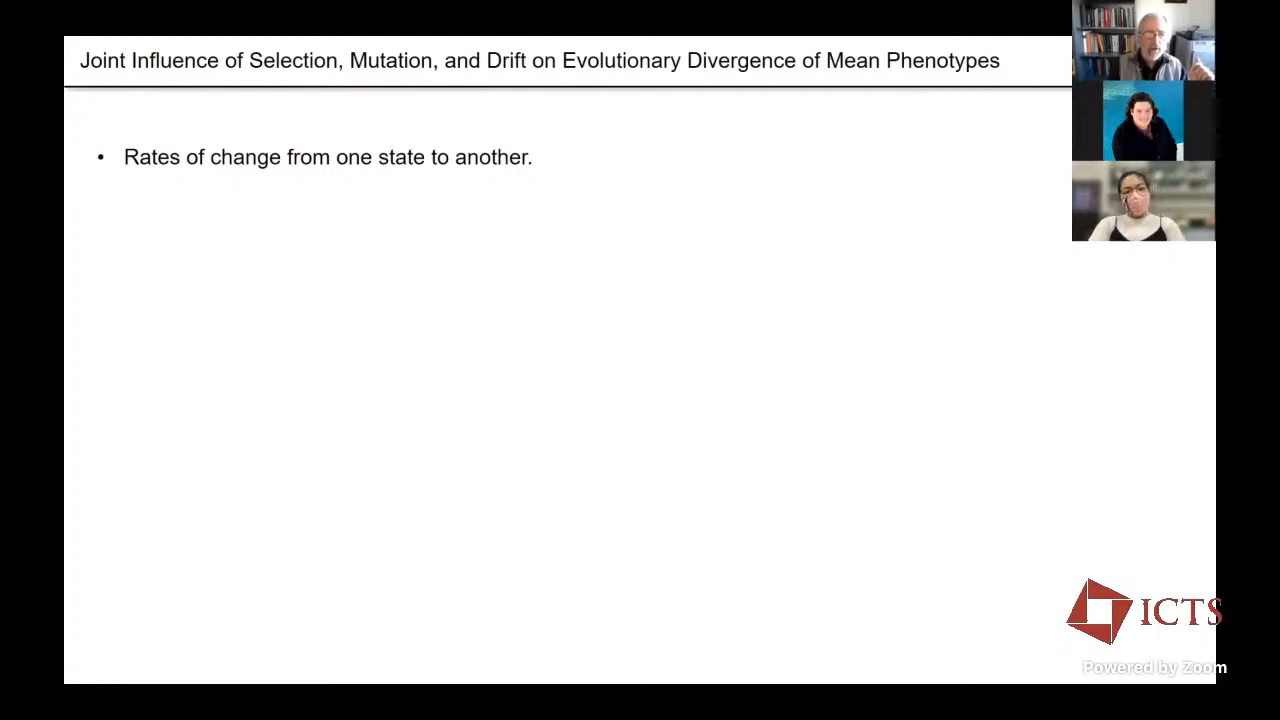 Joint Influence of Selection, Mutation, and Drift on Evolutionary Divergence of Mean Phenotypes
• Rates of change from one state to another.
ICTS
Powered by Zoom